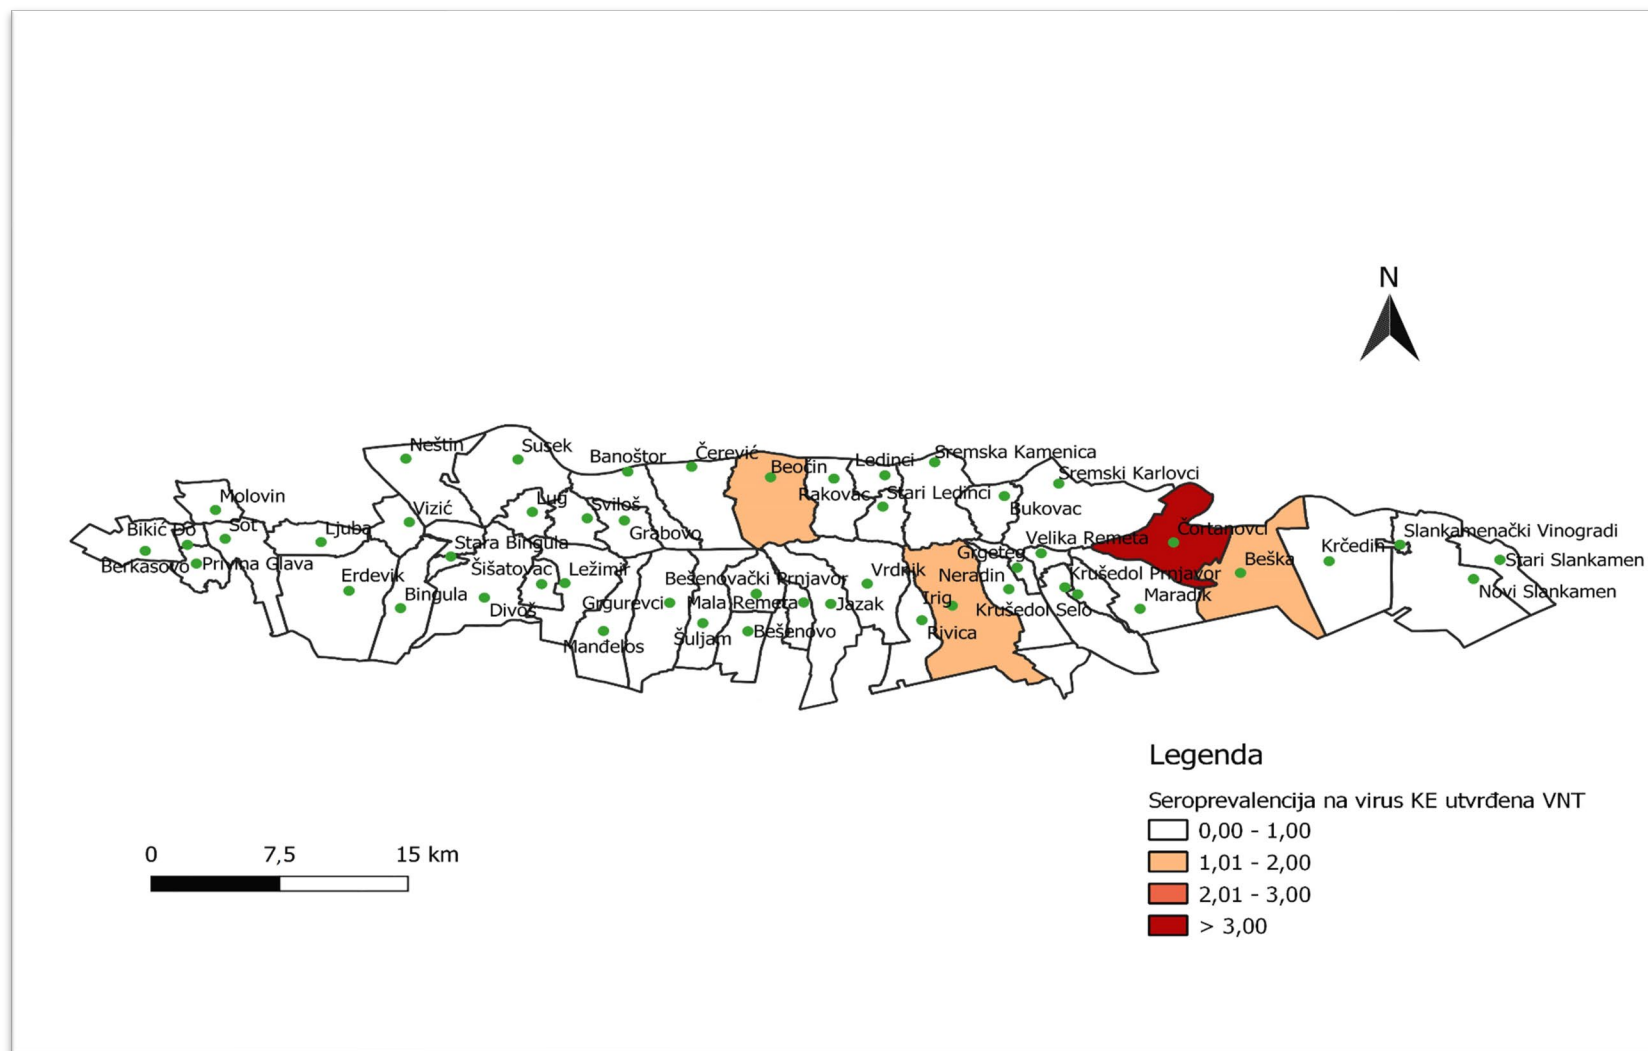 N
Neštin
Susek
Banoštor
Čerević
Beočin
Ledinci
Sremska Kamenica
Sremski Karlovci
Molovin
Vizić
Lug
Sviloš
Rakovac
Stari Ledinci
Bukovac
Bikić Do
Sot
Ljuba
Grabovo
Čortanovci
Slankamenački Vinogradi
Berkasovo
Privina Glava
Stara Bingula
Velika Remeta
Krčedin
Erdevik
Šišatovac
Ležimir
Bešenovački Prnjavor
Vrdnik
Grgeteg
Neradin
Krušedol Prnjavor
Beška
Stari Slankamen
Bingula
Divoš
Grgurevci
Mala Remeta
Jazak
Irig
Krušedol Selo
Maradik
Novi Slankamen
Manđelos
Šuljam
Bešenovo
Rivica
Legenda
Seroprevalencija na virus KE utvrđena VNT
0,00 - 1,00
1,01 - 2,00
2,01 - 3,00
> 3,00
0 7,5 15 km